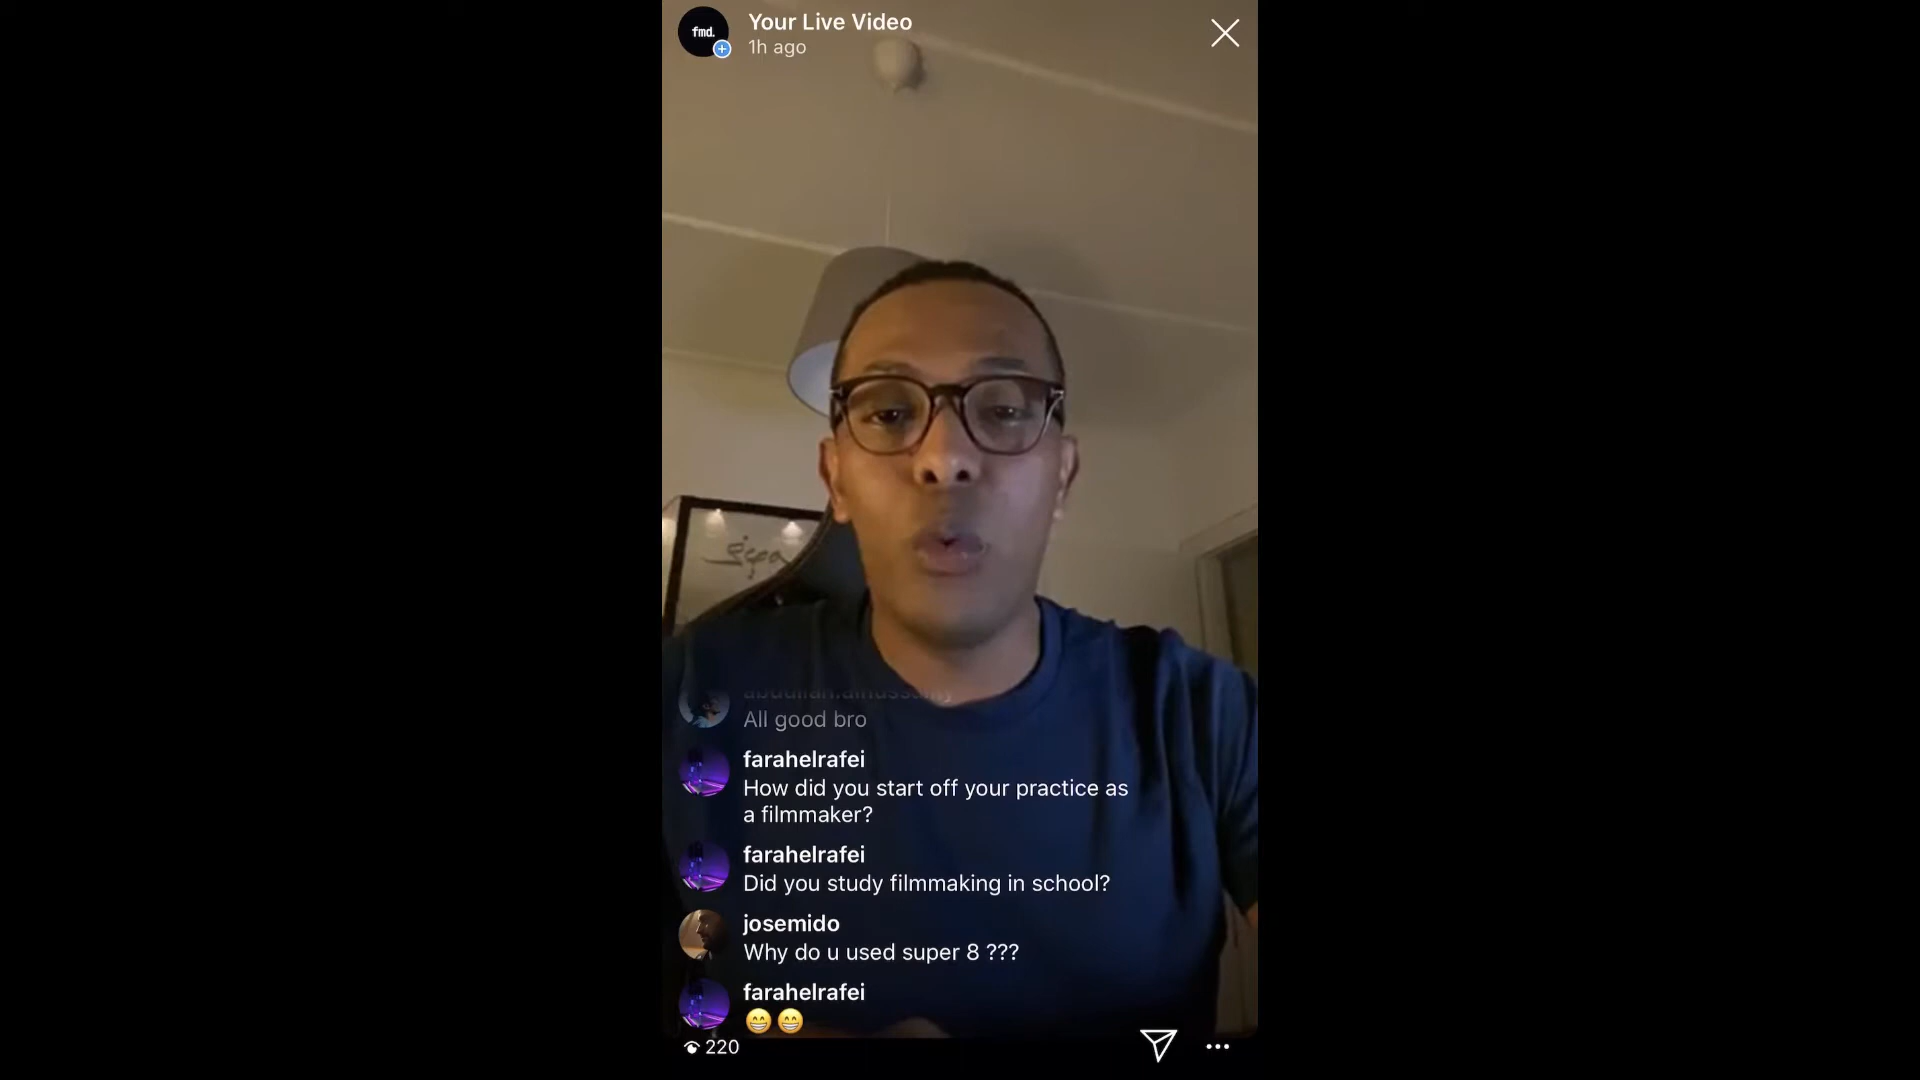 fmd.
Your Live Video
1h ago
All good bro
farahelrafei
How did you start off your practice as
a filmmaker?
farahelrafei
Did you study filmmaking in school?
josemido
Why do u used super 8 ???
farahelrafei
😁😁
220